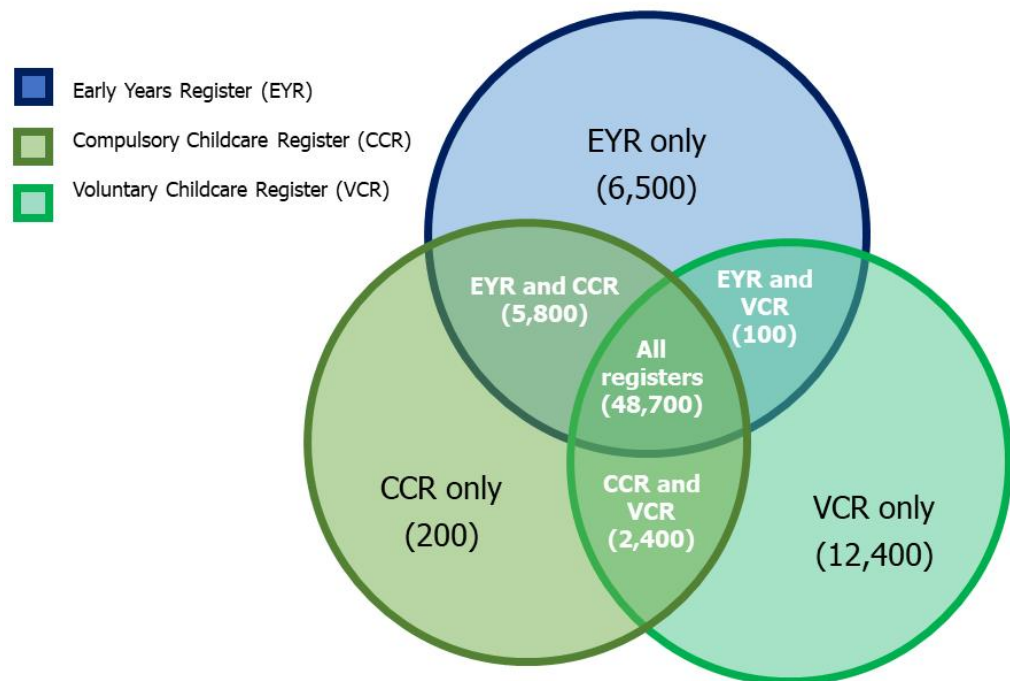 Early Years Register (EYR)
Compulsory Childcare Register (CCR)
Voluntary Childcare Register (VCR)
EYR only
(6,500)
EYR and CCR
(5,800)
EYR and
VCR
(100)
All
registers
(48,700)
CCR only
(200)
CCR and
VCR
(2,400)
VCR only
(12,400)